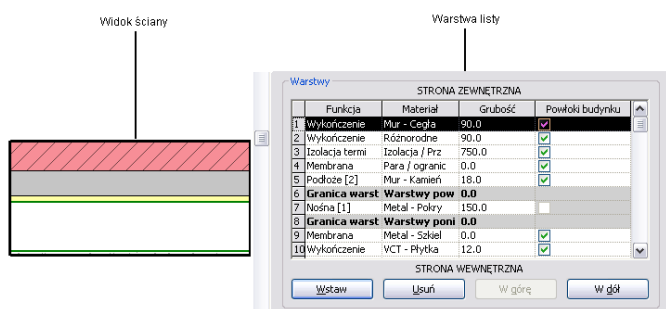 Widok ściany
Warstwa listy
Warstwy
STRONA ZEWNĘTRZNA
Funkcja Materiał Grubość Powłoki budynku
1 Wykończenie Mur - Cegła 90.0
2 Wykończenie Różnorodne 90.0
3 Izolacja termi Izolacja / Prz 750.0
4 Membrana Para / ogranic 0.0
5 Podłoże [2] Mur - Kamień 18.0
6 Granica warst Warstwy pow 0.0
7 Nośna [1] Metal - Pokry 150.0
8 Granica warst Warstwy poni 0.0
9 Membrana Metal - Szkiel 0.0
10 Wykończenie VCT - Płytka 12.0
STRONA WEWNĘTRZNA
Wstaw Usuń W górę W dół